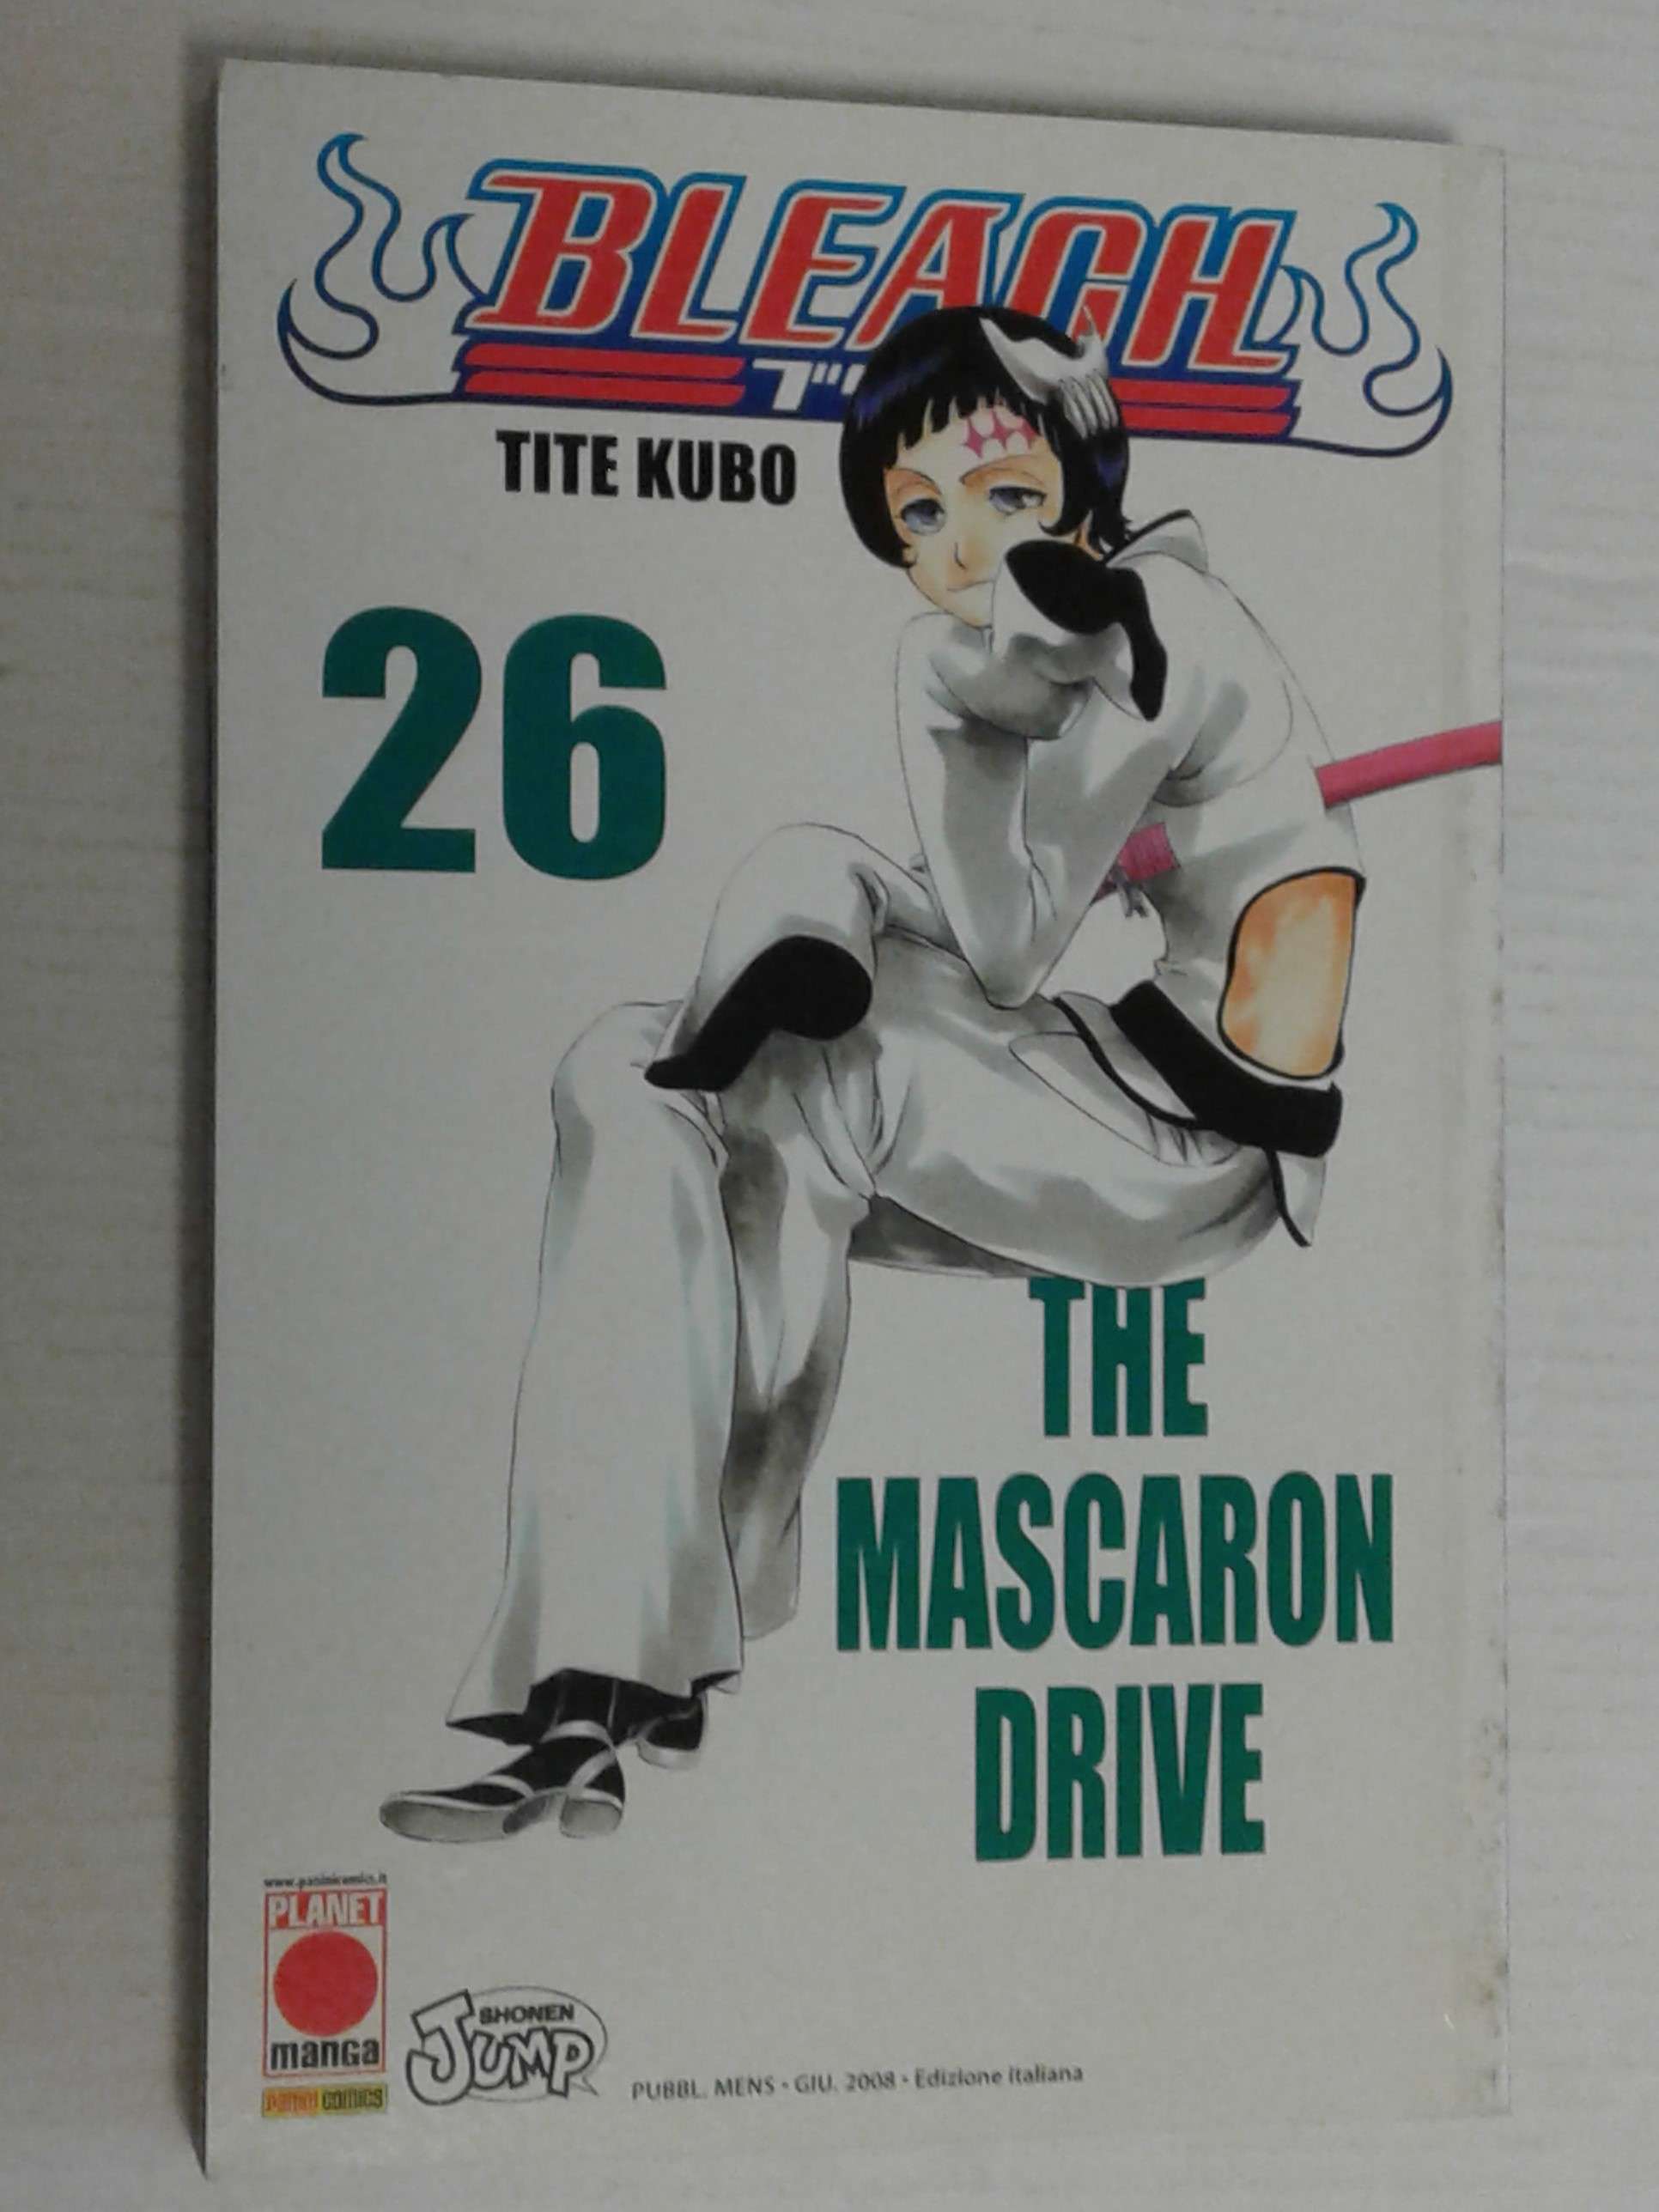 BLEACH
TITE KUBO
26
THE
MASCARON
DRIVE
www.paninicomics.it
PLANET
manga
PANINI COMICS
SHONEN
JUMP
PUBBL. MENS • GIU. 2008 • Edizione italiana